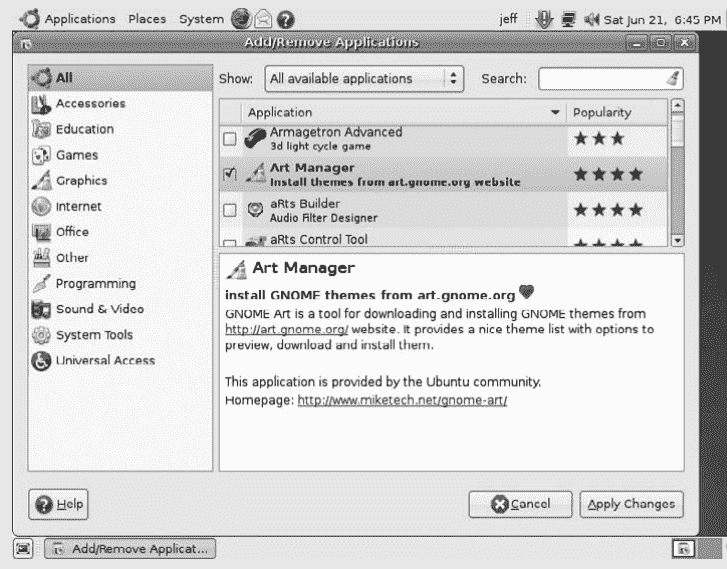 Applications Places System jeff Sat Jun 21, 6:45 PM
Add/Remove Applications
All
Accessories
Education
Games
Graphics
Internet
Office
Other
Programming
Sound & Video
System Tools
Universal Access
Show: All available applications Search:
Application Popularity
Armagetron Advanced
3d light cycle game
Art Manager
Install themes from art.gnome.org website
aRts Builder
Audio Filter Designer
aRts Control Tool
Art Manager
install GNOME themes from art.gnome.org
GNOME Art is a tool for downloading and installing GNOME themes from
http://art.gnome.org/ website. It provides a nice theme list with options to
preview, download and install them.
This application is provided by the Ubuntu community.
Homepage: http://www.miketech.net/gnome-art/
Help Cancel Apply Changes
Add/Remove Applicat...